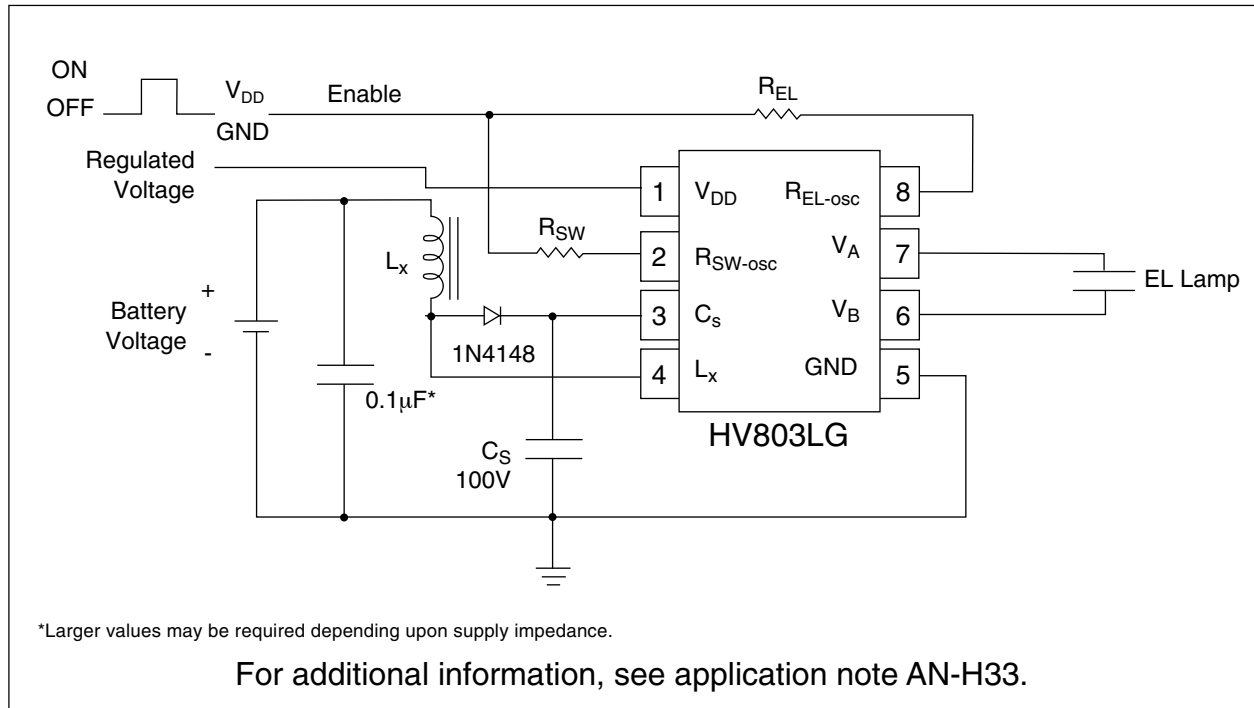 ON
OFF
V_DD
GND
Enable
R_EL
Regulated
Voltage
1
V_DD
R_EL-osc
8
R_SW
2
R_SW-osc
V_A
7
L_x
EL Lamp
+
Battery
Voltage
-
3
C_s
V_B
6
1N4148
4
L_x
GND
5
0.1μF*
HV803LG
C_S
100V
*Larger values may be required depending upon supply impedance.
For additional information, see application note AN-H33.